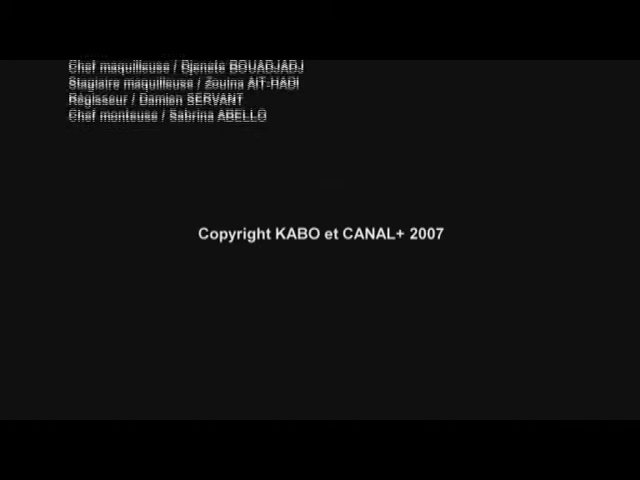 Chef maquilleuse / Djenete BOUADJADJ
Stagiaire maquilleuse / Zouina AIT-HADI
Régisseur / Damien SERVANT
Chef monteuse / Sabrina ABELLO
Copyright KABO et CANAL+ 2007